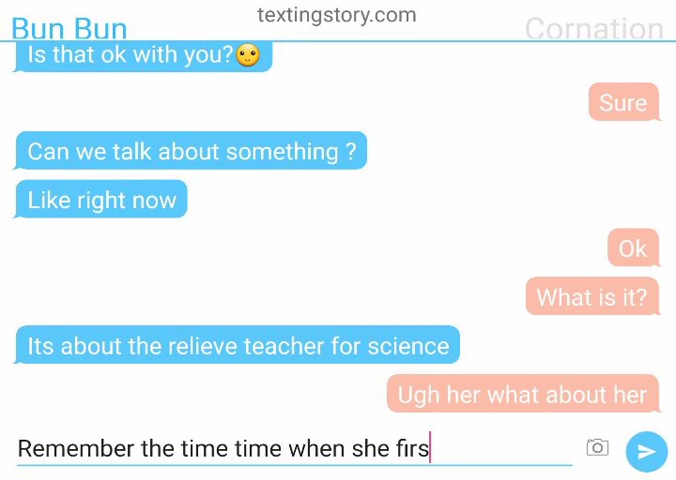 textingstory.com
Bun Bun
Cornation
Is that ok with you?🙂
Sure
Can we talk about something ?
Like right now
Ok
What is it?
Its about the relieve teacher for science
Ugh her what about her
Remember the time time when she firs